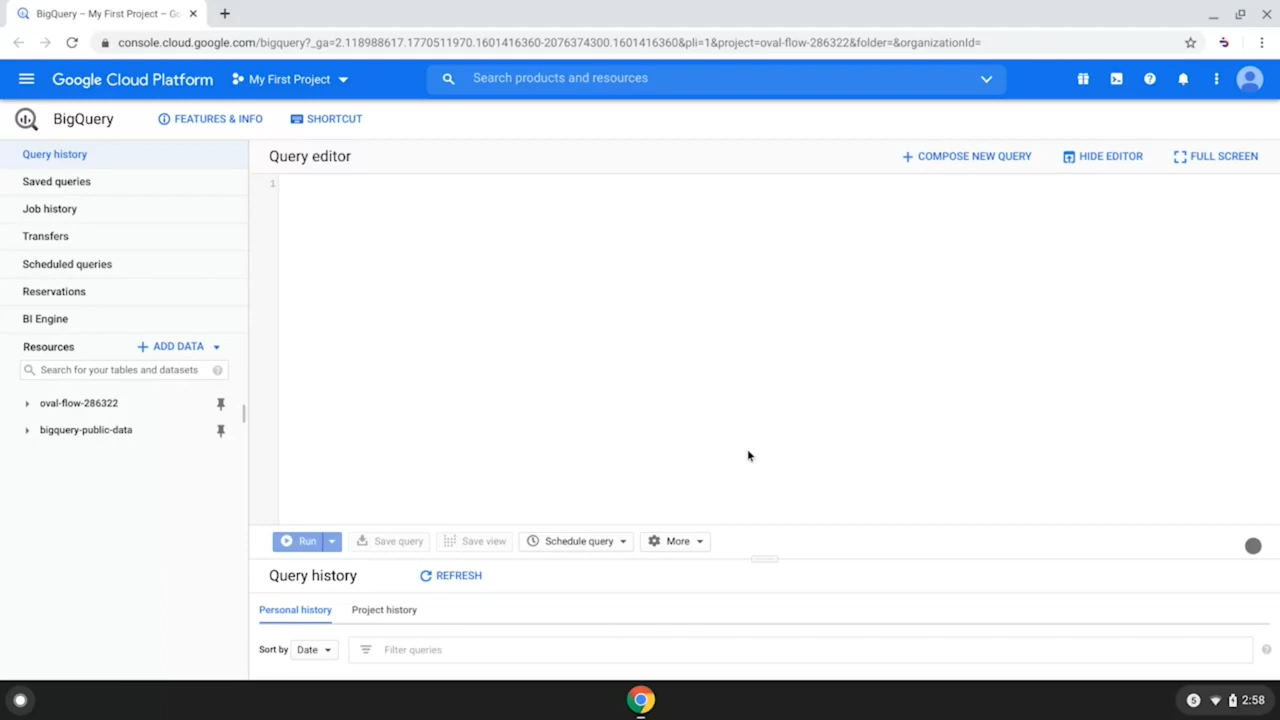 BigQuery – My First Project – Go
console.cloud.google.com/bigquery?_ga=2.118988617.1770511970.1601416360-2076374300.1601416360&pli=1&project=oval-flow-286322&folder=&organizationId=
Google Cloud Platform
My First Project
Search products and resources
BigQuery
FEATURES & INFO
SHORTCUT
Query history
Saved queries
Job history
Transfers
Scheduled queries
Reservations
BI Engine
Resources
ADD DATA
Search for your tables and datasets
oval-flow-286322
bigquery-public-data
Query editor
COMPOSE NEW QUERY
HIDE EDITOR
FULL SCREEN
1
Run
Save query
Save view
Schedule query
More
Query history
REFRESH
Personal history
Project history
Sort by
Date
Filter queries
5
2:58